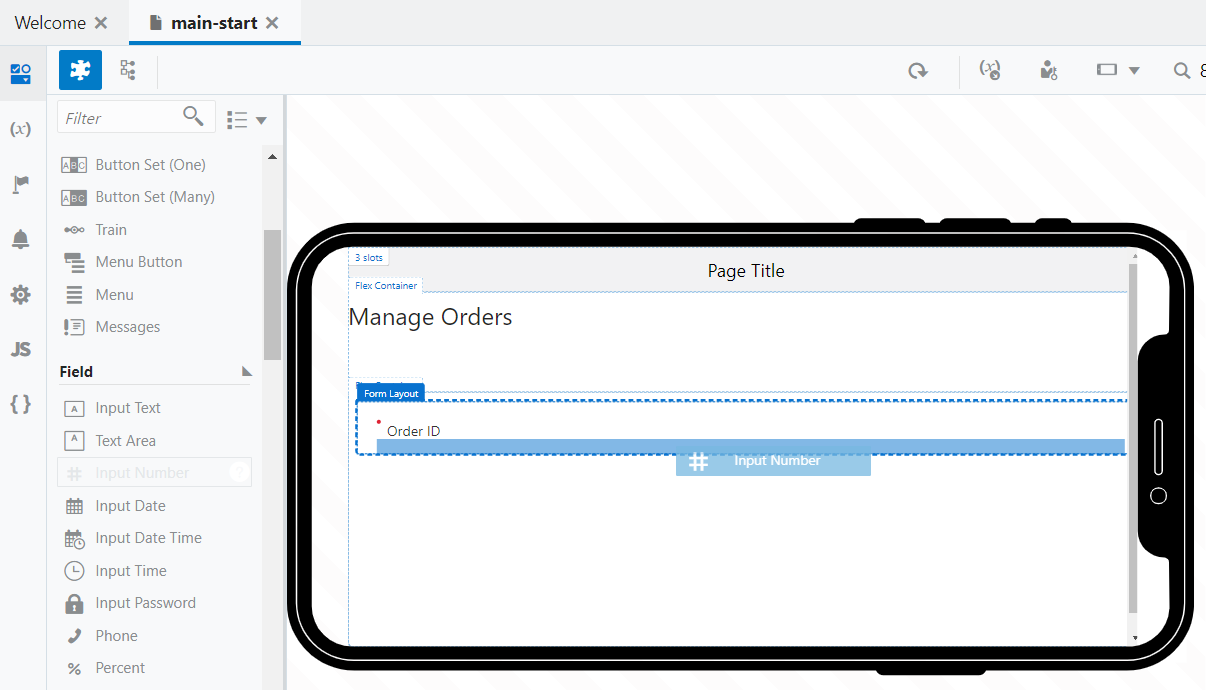 Welcome
main-start
(x)
JS
{ }
Filter
(x)
ABC Button Set (One)
ABC Button Set (Many)
Train
Menu Button
Menu
Messages
Field
A Input Text
A Text Area
# Input Number ?
Input Date
Input Date Time
Input Time
Input Password
Phone
% Percent
3 slots
Page Title
Flex Container
Manage Orders
Form Layout
* Order ID
# Input Number